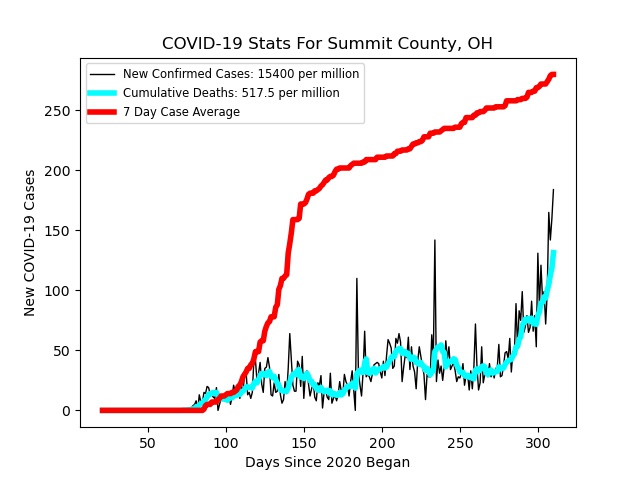 COVID-19 Stats For Summit County, OH
New Confirmed Cases: 15400 per million
Cumulative Deaths: 517.5 per million
7 Day Case Average
New COVID-19 Cases
250
200
150
100
50
0
50 100 150 200 250 300
Days Since 2020 Began